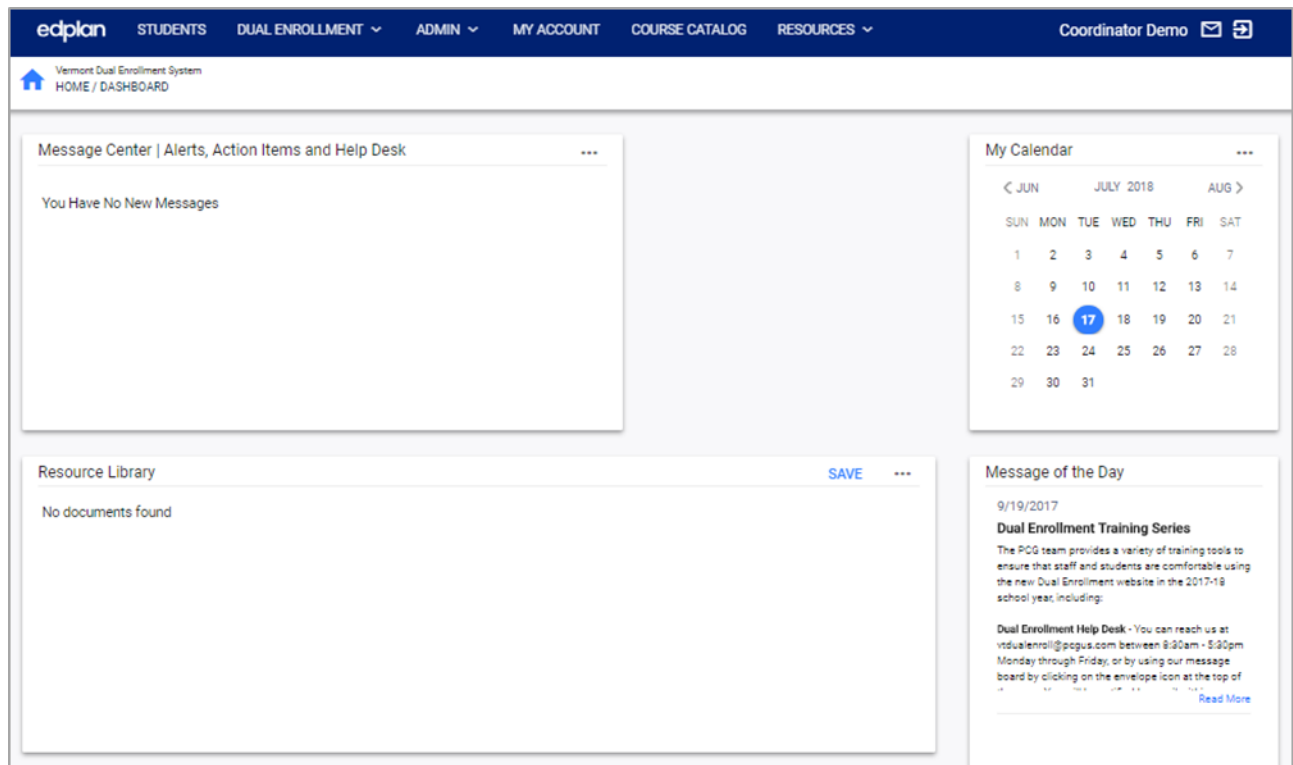 edplan STUDENTS DUAL ENROLLMENT ADMIN MY ACCOUNT COURSE CATALOG RESOURCES Coordinator Demo
Vermont Dual Enrollment System
HOME / DASHBOARD
Message Center | Alerts, Action Items and Help Desk ...
You Have No New Messages
My Calendar ...
JUN JULY 2018 AUG
SUN MON TUE WED THU FRI SAT
1 2 3 4 5 6 7
8 9 10 11 12 13 14
15 16 17 18 19 20 21
22 23 24 25 26 27 28
29 30 31
Resource Library SAVE ...
No documents found
Message of the Day
9/19/2017
Dual Enrollment Training Series
The PCG team provides a variety of training tools to
ensure that staff and students are comfortable using
the new Dual Enrollment website in the 2017-18
school year, including:
Dual Enrollment Help Desk - You can reach us at
vtdualenroll@pcgus.com between 8:30am - 5:30pm
Monday through Friday, or by using our message
board by clicking on the envelope icon at the top of
Read More